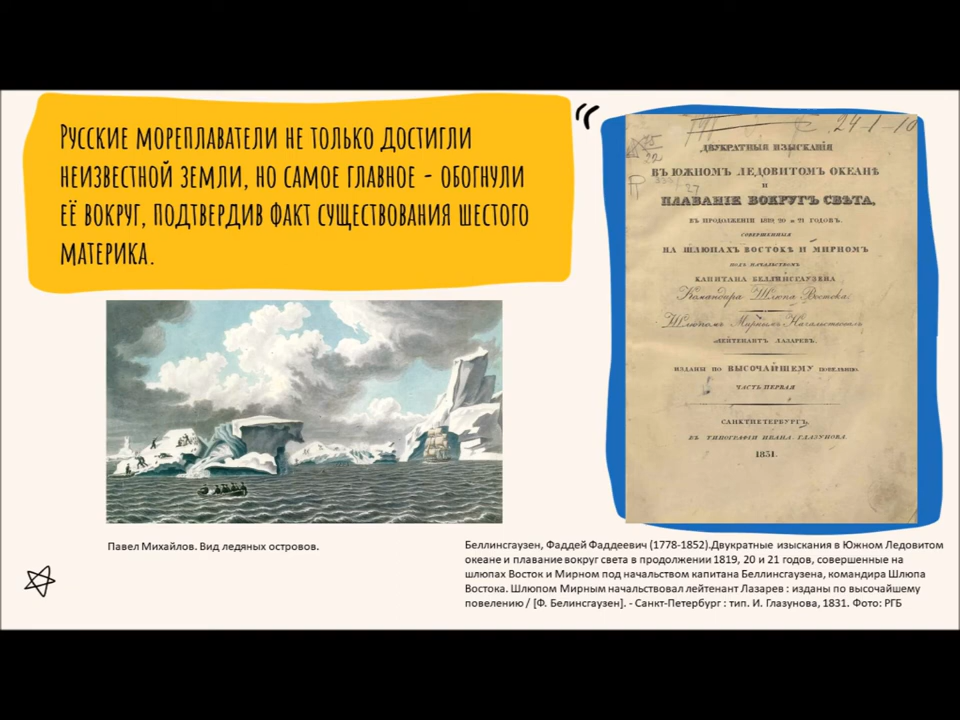 Русские мореплаватели не только достигли
неизвестной земли, но самое главное - обогнули
её вокруг, подтвердив факт существования шестого
материка.
24-1-10
ДВУКРАТНЫЯ ИЗЫСКАНІЯ
ВЪ ЮЖНОМЪ ЛЕДОВИТОМЪ ОКЕАНѢ
И
ПЛАВАНІЕ ВОКРУГЪ СВѢТА,
ВЪ ПРОДОЛЖЕНІИ 1819, 20 и 21 ГОДОВЪ,
СОВЕРШЕННЫЯ
НА ШЛЮПАХЪ ВОСТОКѢ И МИРНОМЪ
ПОДЪ НАЧАЛЬСТВОМЪ
КАПИТАНА БЕЛЛИНСГАУЗЕНА
Командира Шлюпа Востока.
Шлюпомъ Мирнымъ Начальствовалъ
ЛЕЙТЕНАНТЪ ЛАЗАРЕВЪ.
ИЗДАНЫ ПО ВЫСОЧАЙШЕМУ ПОВЕЛѢНІЮ.
ЧАСТЬ ПЕРВАЯ
САНКТПЕТЕРБУРГЪ.
ВЪ ТИПОГРАФІИ ИВАНА ГЛАЗУНОВА.
1831.
Павел Михайлов. Вид ледяных островов.
Беллинсгаузен, Фаддей Фаддеевич (1778-1852).Двукратные изыскания в Южном Ледовитом
океане и плавание вокруг света в продолжении 1819, 20 и 21 годов, совершенные на
шлюпах Восток и Мирном под начальством капитана Беллинсгаузена, командира Шлюпа
Востока. Шлюпом Мирным начальствовал лейтенант Лазарев : изданы по высочайшему
повелению / [Ф. Белинсгаузен]. - Санкт-Петербург : тип. И. Глазунова, 1831. Фото: РГБ